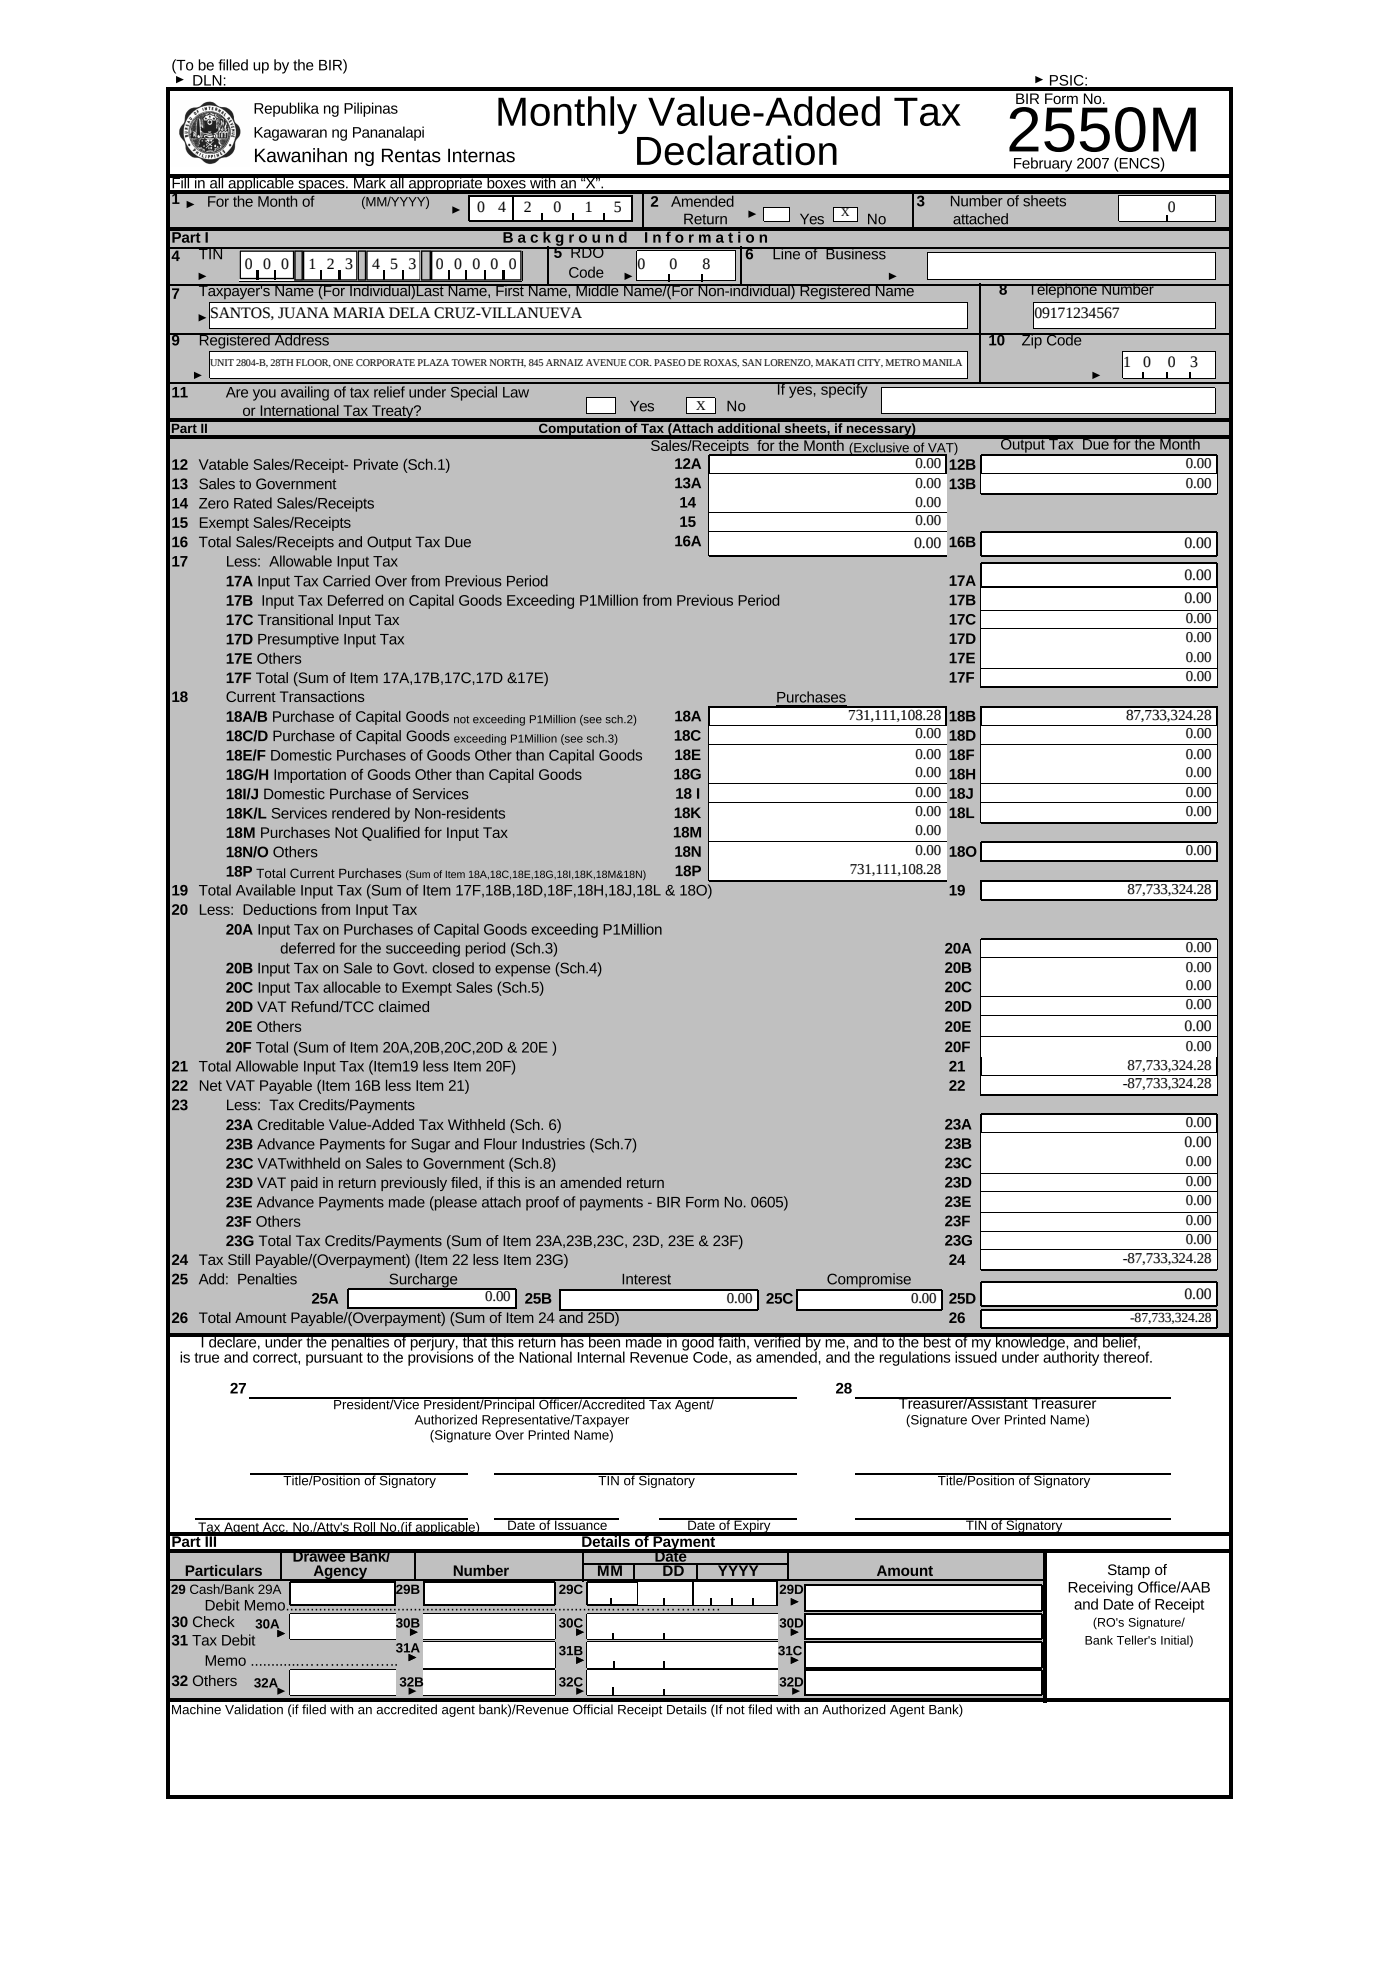 (To be filled up by the BIR)
► DLN: ► PSIC:
Republika ng Pilipinas
Kagawaran ng Pananalapi
Kawanihan ng Rentas Internas
Monthly Value-Added Tax
Declaration
BIR Form No.
2550M
February 2007 (ENCS)
Fill in all applicable spaces. Mark all appropriate boxes with an “X”.
1 ► For the Month of (MM/YYYY) ► 0 4 2 0 1 5
2 Amended Return ► Yes X No
3 Number of sheets attached 0
Part I Background Information
4 TIN ► 0 0 0 1 2 3 4 5 3 0 0 0 0 0
5 RDO Code ► 0 0 8
6 Line of Business ►
7 Taxpayer's Name (For Individual)Last Name, First Name, Middle Name/(For Non-individual) Registered Name
► SANTOS, JUANA MARIA DELA CRUZ-VILLANUEVA
8 Telephone Number
09171234567
9 Registered Address
► UNIT 2804-B, 28TH FLOOR, ONE CORPORATE PLAZA TOWER NORTH, 845 ARNAIZ AVENUE COR. PASEO DE ROXAS, SAN LORENZO, MAKATI CITY, METRO MANILA
10 Zip Code
► 1 0 0 3
11 Are you availing of tax relief under Special Law
or International Tax Treaty? Yes X No If yes, specify
Part II Computation of Tax (Attach additional sheets, if necessary)
Sales/Receipts for the Month (Exclusive of VAT) Output Tax Due for the Month
12 Vatable Sales/Receipt- Private (Sch.1) 12A 0.00 12B 0.00
13 Sales to Government 13A 0.00 13B 0.00
14 Zero Rated Sales/Receipts 14 0.00
15 Exempt Sales/Receipts 15 0.00
16 Total Sales/Receipts and Output Tax Due 16A 0.00 16B 0.00
17 Less: Allowable Input Tax
17A Input Tax Carried Over from Previous Period 17A 0.00
17B Input Tax Deferred on Capital Goods Exceeding P1Million from Previous Period 17B 0.00
17C Transitional Input Tax 17C 0.00
17D Presumptive Input Tax 17D 0.00
17E Others 17E 0.00
17F Total (Sum of Item 17A,17B,17C,17D &17E) 17F 0.00
18 Current Transactions Purchases
18A/B Purchase of Capital Goods not exceeding P1Million (see sch.2) 18A 731,111,108.28 18B 87,733,324.28
18C/D Purchase of Capital Goods exceeding P1Million (see sch.3) 18C 0.00 18D 0.00
18E/F Domestic Purchases of Goods Other than Capital Goods 18E 0.00 18F 0.00
18G/H Importation of Goods Other than Capital Goods 18G 0.00 18H 0.00
18I/J Domestic Purchase of Services 18 I 0.00 18J 0.00
18K/L Services rendered by Non-residents 18K 0.00 18L 0.00
18M Purchases Not Qualified for Input Tax 18M 0.00
18N/O Others 18N 0.00 18O 0.00
18P Total Current Purchases (Sum of Item 18A,18C,18E,18G,18I,18K,18M&18N) 18P 731,111,108.28
19 Total Available Input Tax (Sum of Item 17F,18B,18D,18F,18H,18J,18L & 18O) 19 87,733,324.28
20 Less: Deductions from Input Tax
20A Input Tax on Purchases of Capital Goods exceeding P1Million
deferred for the succeeding period (Sch.3) 20A 0.00
20B Input Tax on Sale to Govt. closed to expense (Sch.4) 20B 0.00
20C Input Tax allocable to Exempt Sales (Sch.5) 20C 0.00
20D VAT Refund/TCC claimed 20D 0.00
20E Others 20E 0.00
20F Total (Sum of Item 20A,20B,20C,20D & 20E ) 20F 0.00
21 Total Allowable Input Tax (Item19 less Item 20F) 21 87,733,324.28
22 Net VAT Payable (Item 16B less Item 21) 22 -87,733,324.28
23 Less: Tax Credits/Payments
23A Creditable Value-Added Tax Withheld (Sch. 6) 23A 0.00
23B Advance Payments for Sugar and Flour Industries (Sch.7) 23B 0.00
23C VATwithheld on Sales to Government (Sch.8) 23C 0.00
23D VAT paid in return previously filed, if this is an amended return 23D 0.00
23E Advance Payments made (please attach proof of payments - BIR Form No. 0605) 23E 0.00
23F Others 23F 0.00
23G Total Tax Credits/Payments (Sum of Item 23A,23B,23C, 23D, 23E & 23F) 23G 0.00
24 Tax Still Payable/(Overpayment) (Item 22 less Item 23G) 24 -87,733,324.28
25 Add: Penalties Surcharge Interest Compromise
25A 0.00 25B 0.00 25C 0.00 25D 0.00
26 Total Amount Payable/(Overpayment) (Sum of Item 24 and 25D) 26 -87,733,324.28
I declare, under the penalties of perjury, that this return has been made in good faith, verified by me, and to the best of my knowledge, and belief,
is true and correct, pursuant to the provisions of the National Internal Revenue Code, as amended, and the regulations issued under authority thereof.
27 28
President/Vice President/Principal Officer/Accredited Tax Agent/ Treasurer/Assistant Treasurer
Authorized Representative/Taxpayer (Signature Over Printed Name)
(Signature Over Printed Name)
Title/Position of Signatory TIN of Signatory Title/Position of Signatory
Tax Agent Acc. No./Atty's Roll No.(if applicable) Date of Issuance Date of Expiry TIN of Signatory
Part III Details of Payment
Particulars Drawee Bank/ Agency Number Date MM DD YYYY Amount
29 Cash/Bank 29A 29B 29C 29D ►
Debit Memo
30 Check 30A ► 30B ► 30C ► 30D ►
31 Tax Debit 31A ► 31B ► 31C ►
Memo
32 Others 32A ► 32B ► 32C ► 32D ►
Stamp of
Receiving Office/AAB
and Date of Receipt
(RO's Signature/
Bank Teller's Initial)
Machine Validation (if filed with an accredited agent bank)/Revenue Official Receipt Details (If not filed with an Authorized Agent Bank)